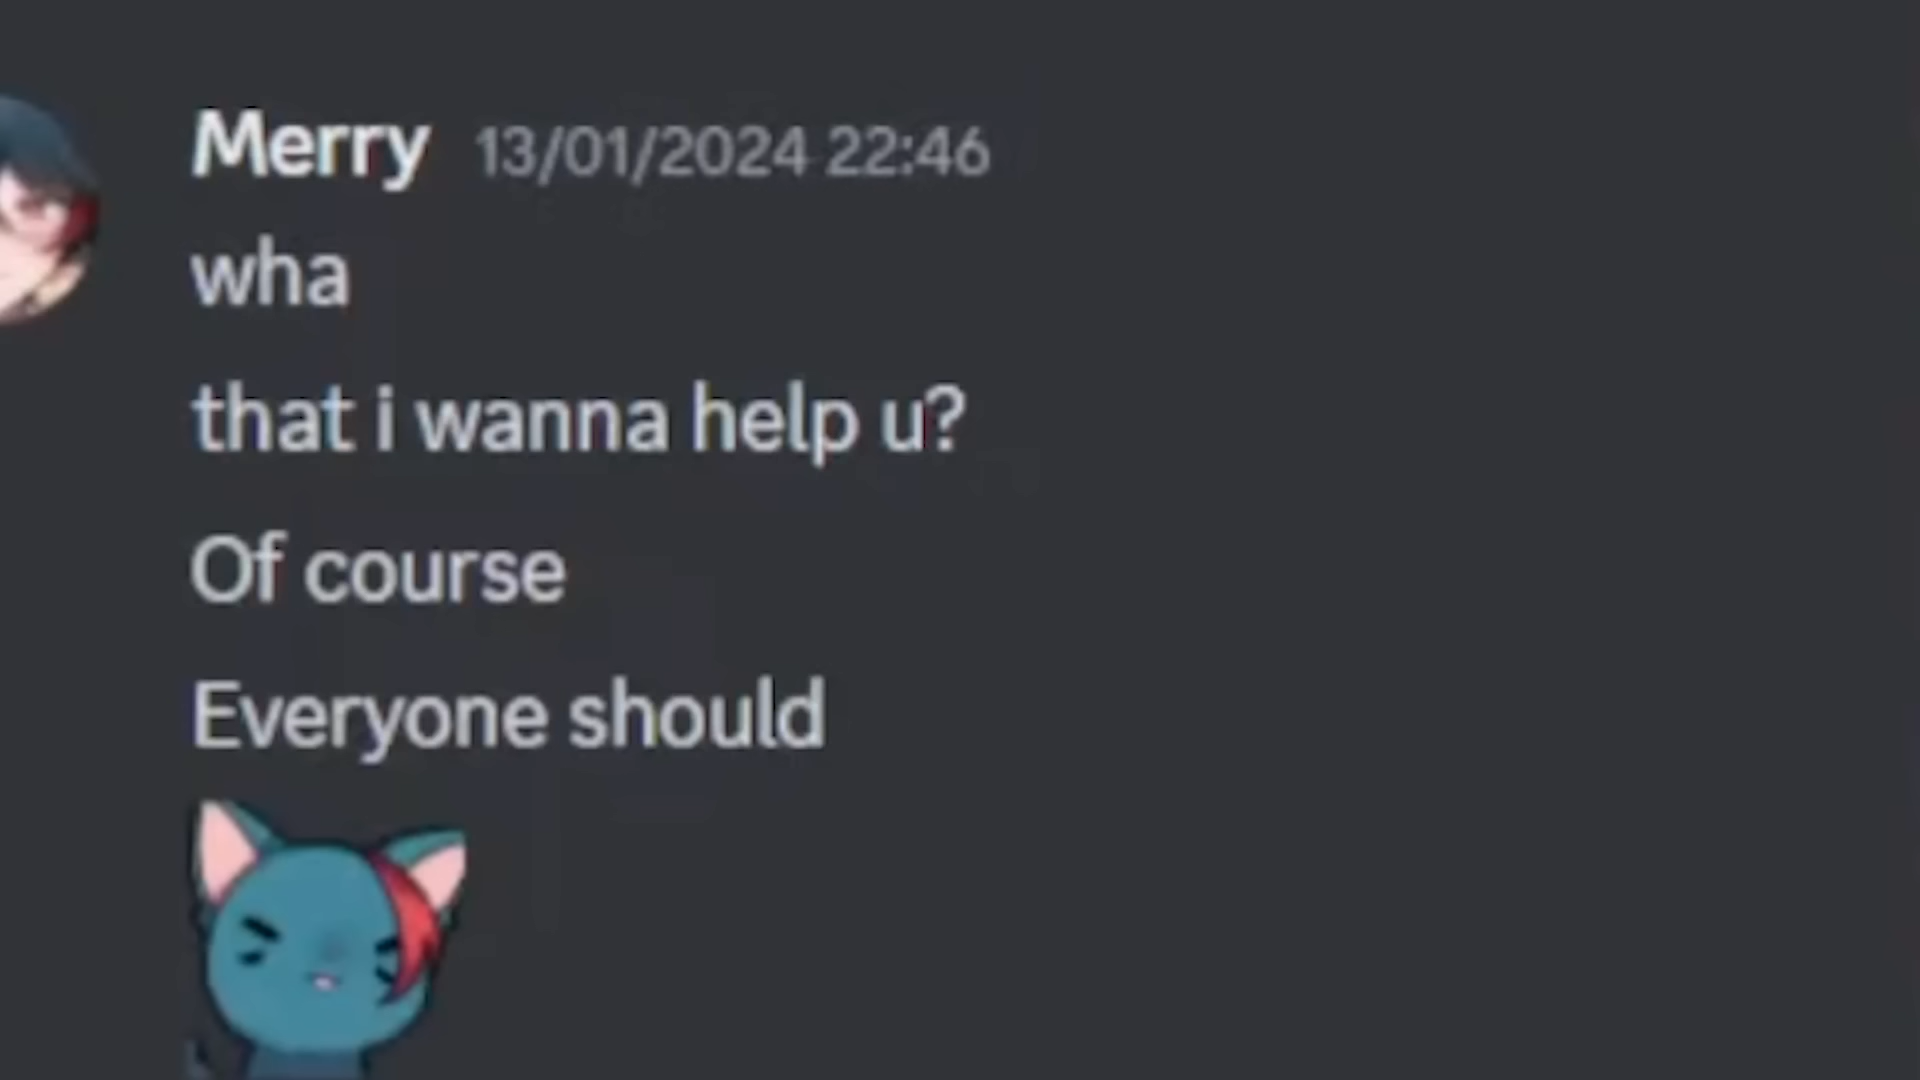 Merry 13/01/2024 22:46
wha
that i wanna help u?
Of course
Everyone should